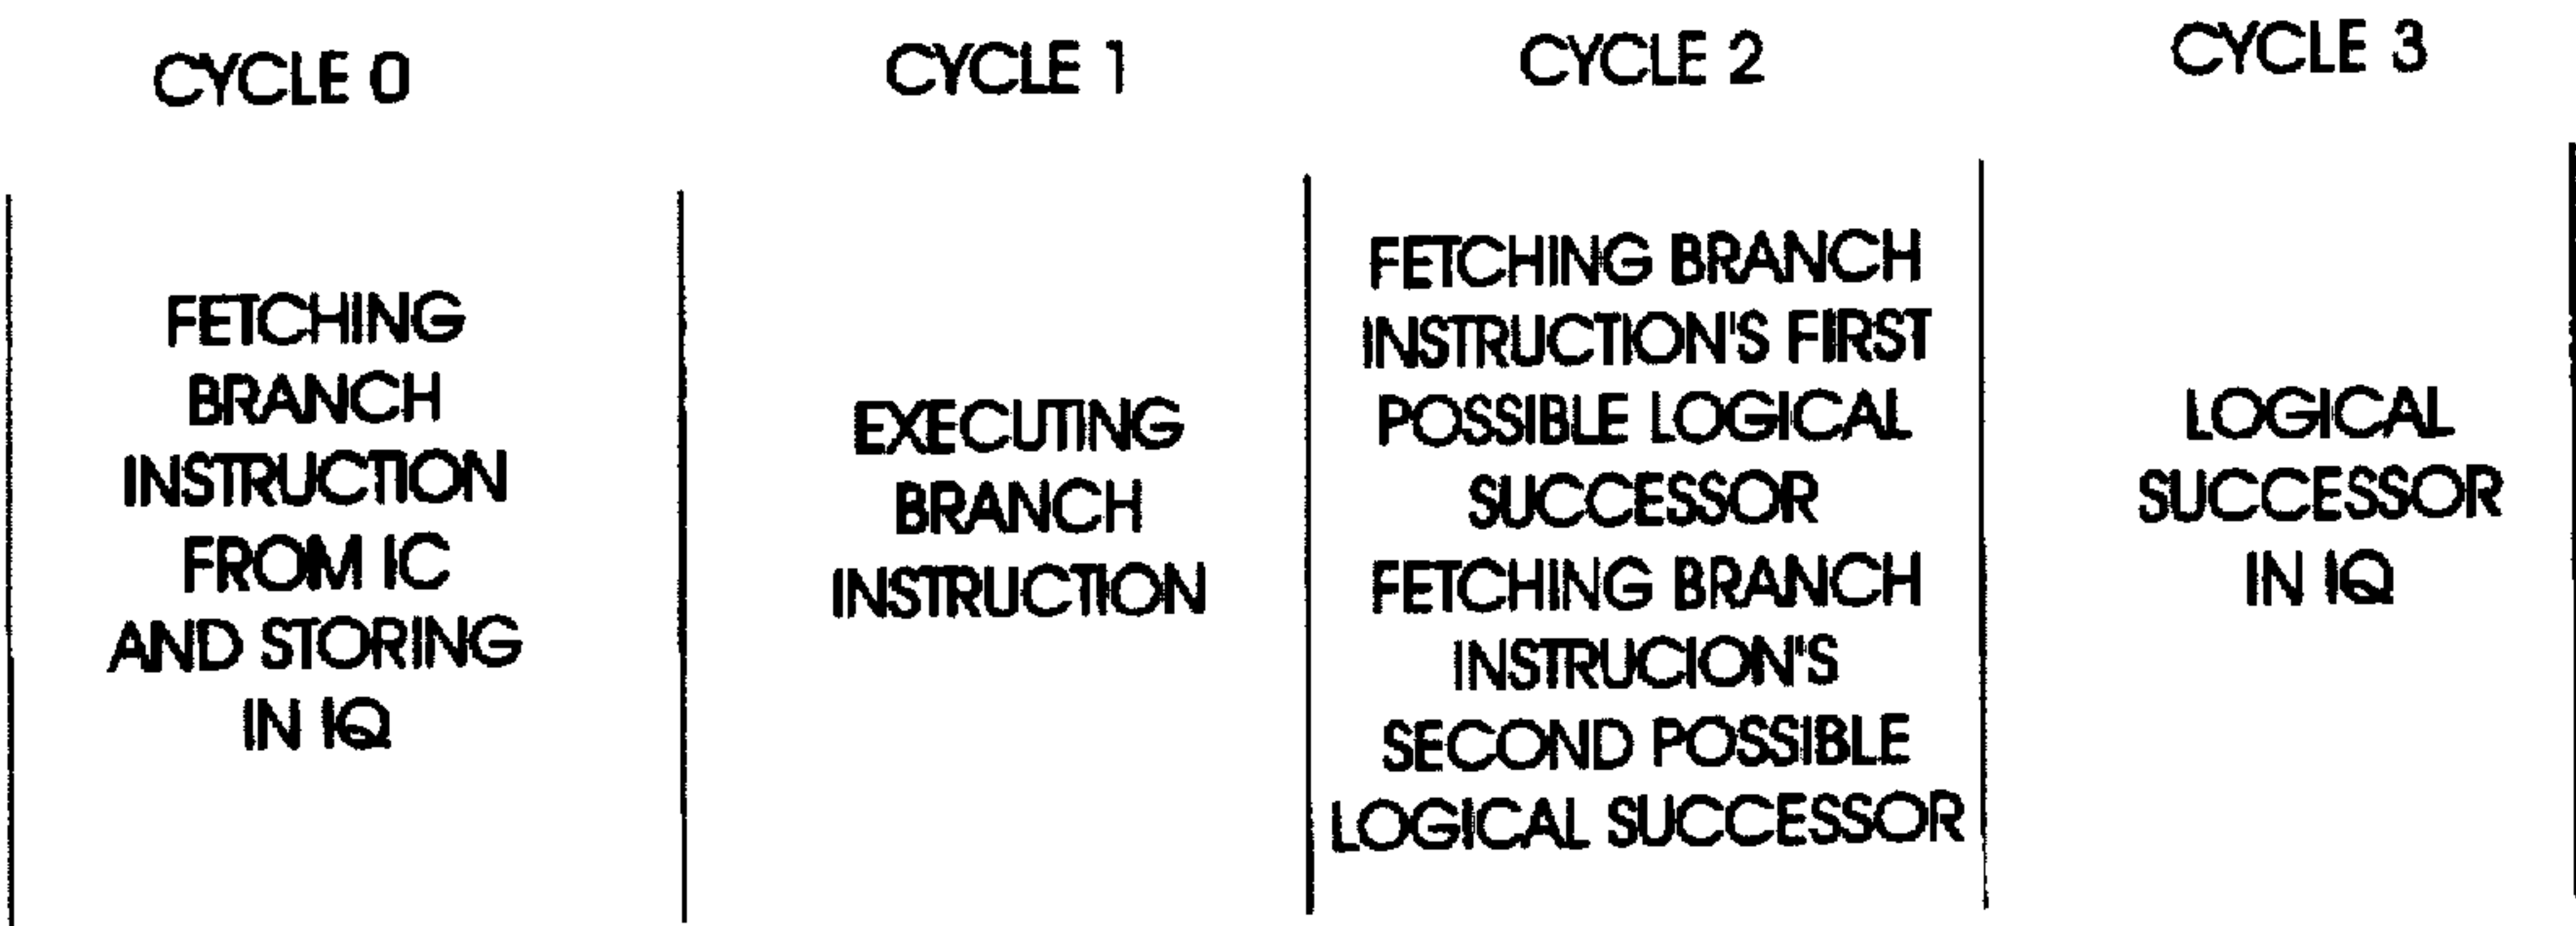 CYCLE 0
CYCLE 1
CYCLE 2
CYCLE 3
FETCHING
BRANCH
INSTRUCTION
FROM IC
AND STORING
IN IQ
EXECUTING
BRANCH
INSTRUCTION
FETCHING BRANCH
INSTRUCTION'S FIRST
POSSIBLE LOGICAL
SUCCESSOR
FETCHING BRANCH
INSTRUCION'S
SECOND POSSIBLE
LOGICAL SUCCESSOR
LOGICAL
SUCCESSOR
IN IQ